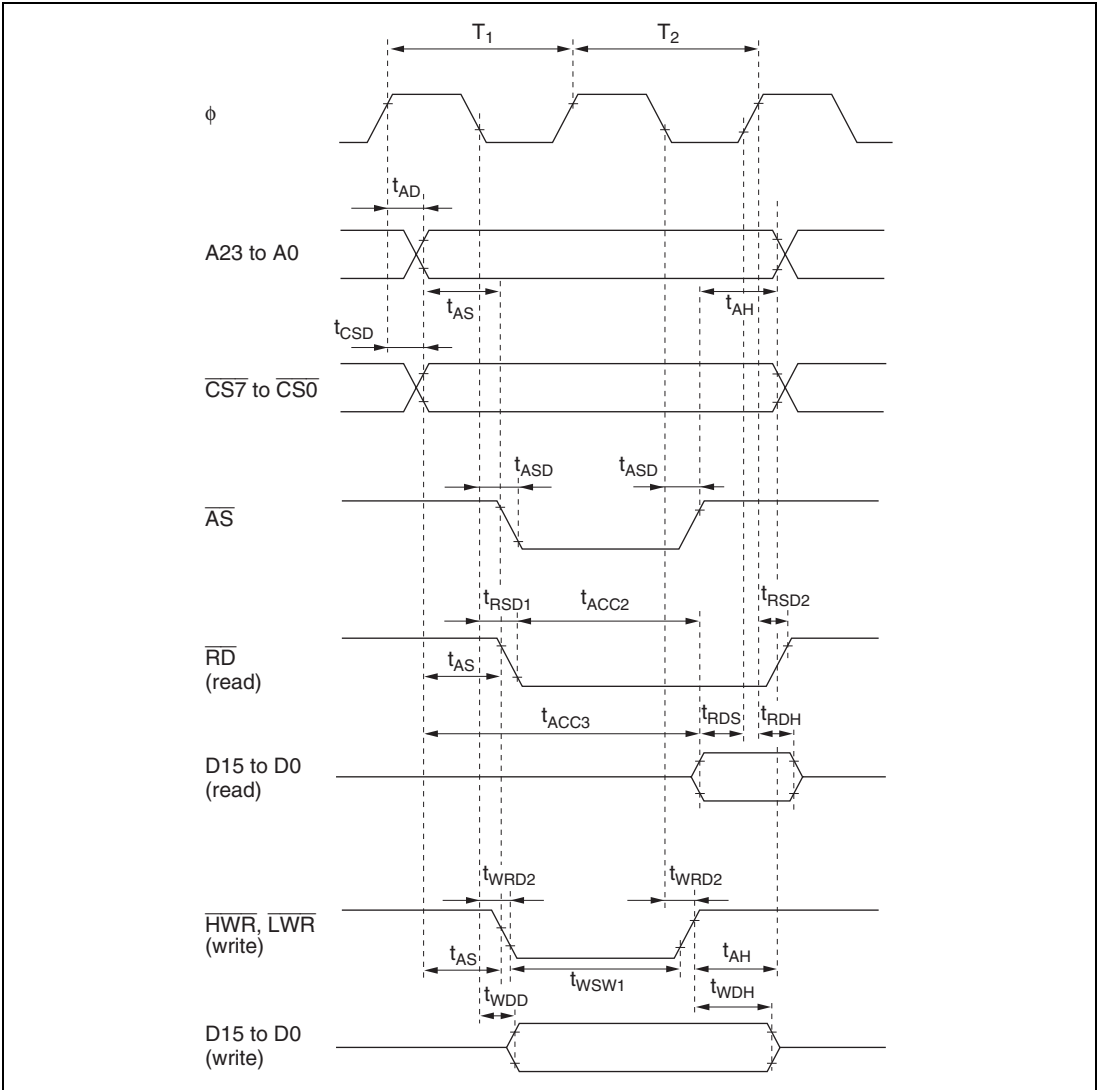 T1 T2
φ
tAD
A23 to A0
tAS tAH
tCSD
CS7 to CS0
tASD tASD
AS
tRSD1 tACC2 tRSD2
RD
(read)
tAS
tACC3 tRDS tRDH
D15 to D0
(read)
tWRD2 tWRD2
HWR, LWR
(write)
tAS tWSW1 tAH
tWDD tWDH
D15 to D0
(write)